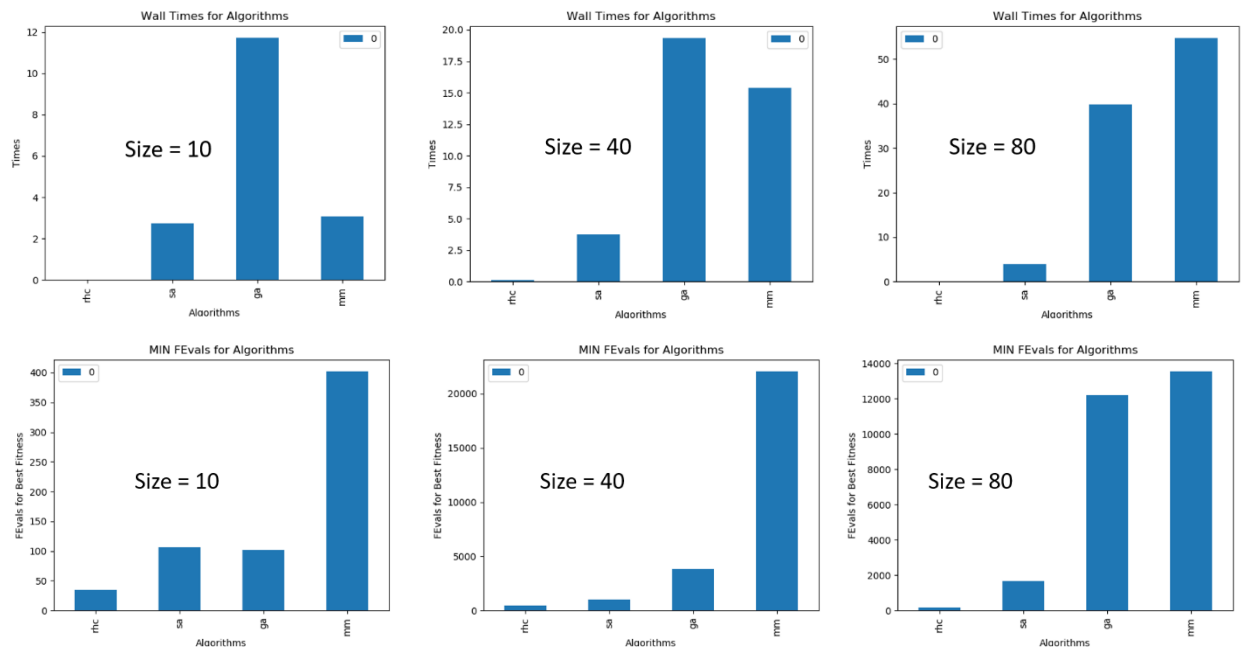 Wall Times for Algorithms
12
10
8
6
4
2
0
Times
0
Size = 10
rhc
sa
ga
mm
Algorithms
Wall Times for Algorithms
20.0
17.5
15.0
12.5
10.0
7.5
5.0
2.5
0.0
Times
0
Size = 40
rhc
sa
ga
mm
Algorithms
Wall Times for Algorithms
50
40
30
20
10
0
Times
0
Size = 80
rhc
sa
ga
mm
Algorithms
MIN FEvals for Algorithms
400
350
300
250
200
150
100
50
0
FEvals for Best Fitness
0
Size = 10
rhc
sa
ga
mm
Algorithms
MIN FEvals for Algorithms
20000
15000
10000
5000
0
FEvals for Best Fitness
0
Size = 40
rhc
sa
ga
mm
Algorithms
MIN FEvals for Algorithms
14000
12000
10000
8000
6000
4000
2000
0
FEvals for Best Fitness
0
Size = 80
rhc
sa
ga
mm
Algorithms